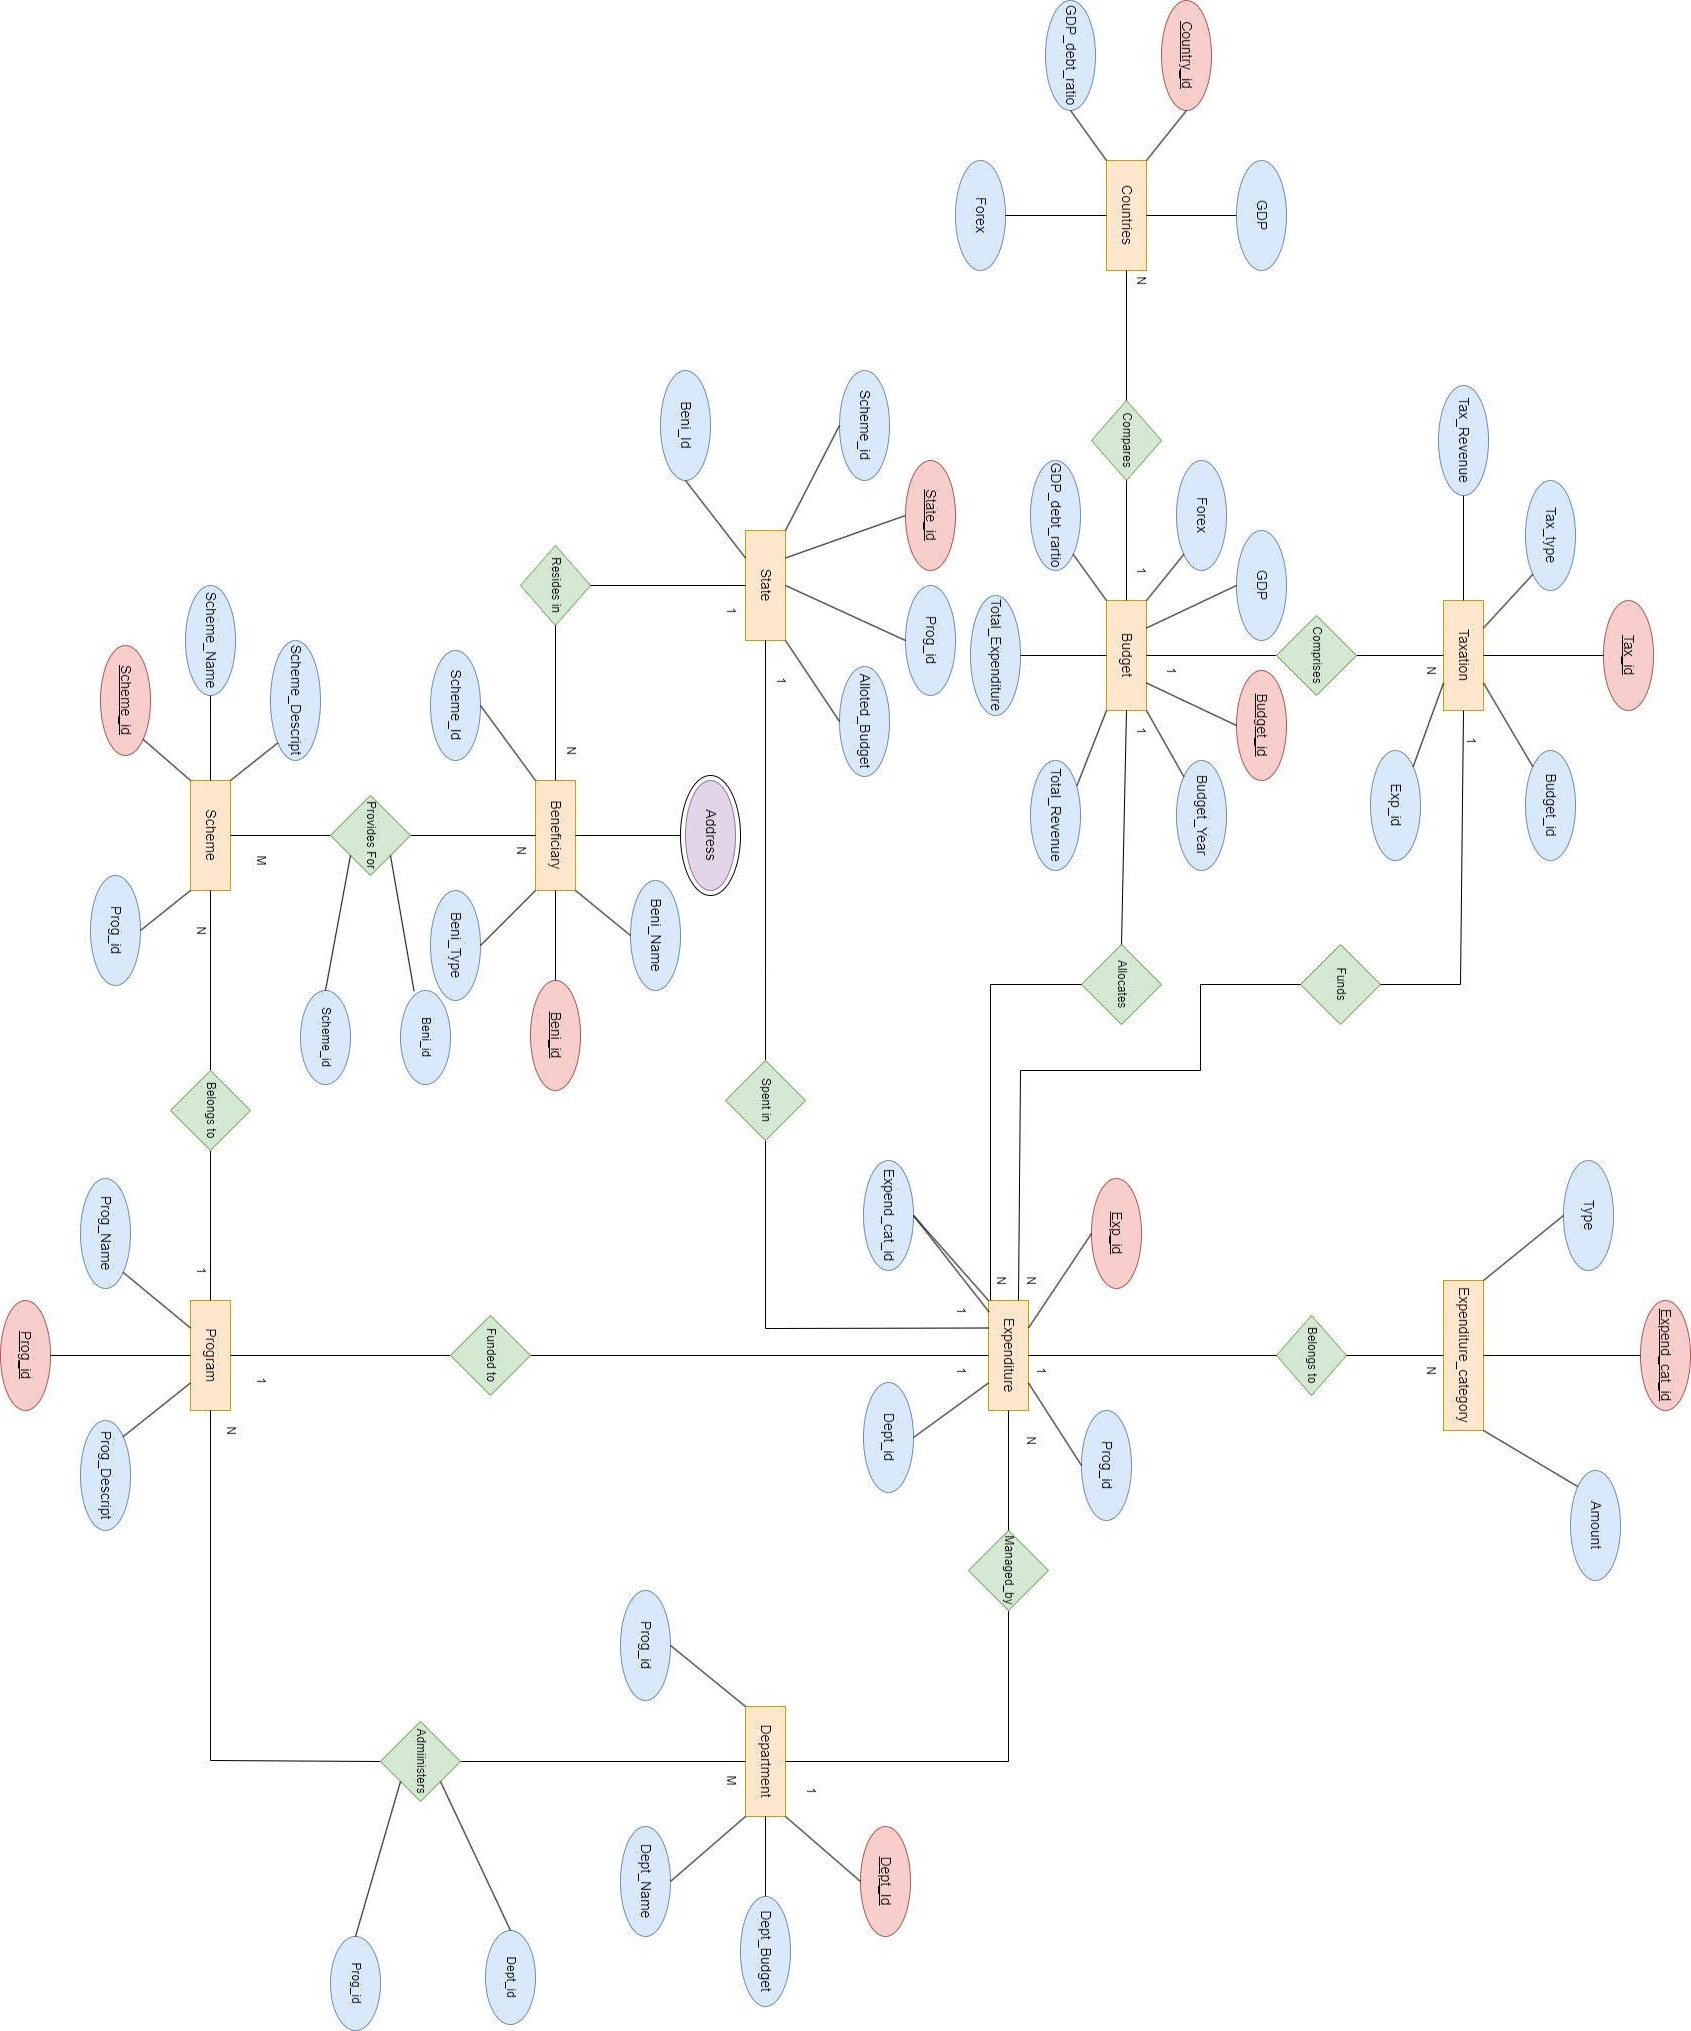 Expend_cat_id
Tax_id
Type
Amount
Tax_type
Budget_id
Tax_Revenue
Taxation
1
Expenditure_category
N
N
Exp_id
Funds
Comprises
Belongs to
GDP
GDP
Budget_id
Forex
Budget_Year
Country_id
1
N
1
1
Countries
Compares
Budget
Allocates
Exp_id
Prog_id
GDP_debt_ratio
GDP_debt_rartio
Total_Revenue
N
1
N
Expenditure
Managed_by
N
Total_Expenditure
Forex
1
1
State_id
Prog_id
Expend_cat_id
Dept_id
Dept_Id
Scheme_id
Alloted_Budget
1
1
State
Spent in
Department
Dept_Budget
1
M
Address
Beni_Id
Beni_Name
Prog_id
Dept_Name
N
Resides in
Beneficiary
Beni_id
N
Dept_id
Funded to
Scheme_Id
Beni_Type
Beni_id
Admiinisters
Provides For
Prog_id
Scheme_id
Scheme_Descript
M
1
N
Scheme_Name
Scheme
Belongs to
Program
N
1
Scheme_id
Prog_id
Prog_Name
Prog_Descript
Prog_id